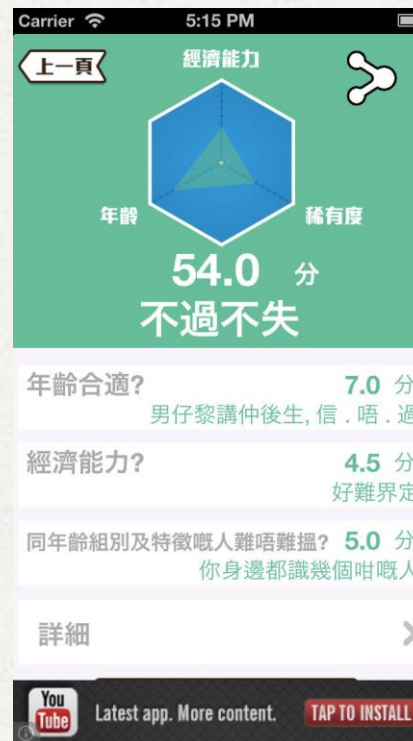 Carrier 5:15 PM
上一頁
經濟能力
年齡 稀有度
54.0 分
不過不失
年齡合適? 7.0 分
男仔黎講仲後生, 信 . 唔 . 過
經濟能力? 4.5 分
好難界定
同年齡組別及特徵嘅人難唔難搵? 5.0 分
你身邊都識幾個咁嘅人
詳細
You Tube Latest app. More content. TAP TO INSTALL